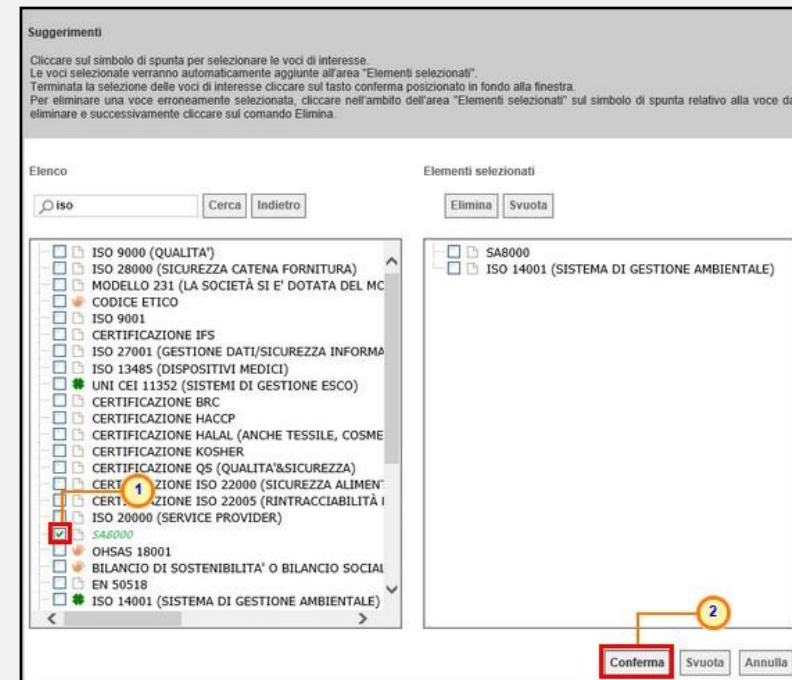 Suggerimenti
Cliccare sul simbolo di spunta per selezionare le voci di interesse.
Le voci selezionate verranno automaticamente aggiunte all'area "Elementi selezionati".
Terminata la selezione delle voci di interesse cliccare sul tasto conferma posizionato in fondo alla finestra.
Per eliminare una voce erroneamente selezionata, cliccare nell'ambito dell'area "Elementi selezionati" sul simbolo di spunta relativo alla voce da
eliminare e successivamente cliccare sul comando Elimina.
Elenco
iso Cerca Indietro
ISO 9000 (QUALITA')
ISO 28000 (SICUREZZA CATENA FORNITURA)
MODELLO 231 (LA SOCIETÀ SI E' DOTATA DEL MO
CODICE ETICO
ISO 9001
CERTIFICAZIONE IFS
ISO 27001 (GESTIONE DATI/SICUREZZA INFORMA
ISO 13485 (DISPOSITIVI MEDICI)
UNI CEI 11352 (SISTEMI DI GESTIONE ESCO)
CERTIFICAZIONE BRC
CERTIFICAZIONE HACCP
CERTIFICAZIONE HALAL (ANCHE TESSILE, COSME
CERTIFICAZIONE KOSHER
CERTIFICAZIONE QS (QUALITA'&SICUREZZA)
CERT ZIONE ISO 22000 (SICUREZZA ALIMEN
CERT AZIONE ISO 22005 (RINTRACCIABILITÀ
ISO 20000 (SERVICE PROVIDER)
SA8000
OHSAS 18001
BILANCIO DI SOSTENIBILITA' O BILANCIO SOCIAL
EN 50518
ISO 14001 (SISTEMA DI GESTIONE AMBIENTALE)
1
Elementi selezionati
Elimina Svuota
SA8000
ISO 14001 (SISTEMA DI GESTIONE AMBIENTALE)
2
Conferma Svuota Annulla